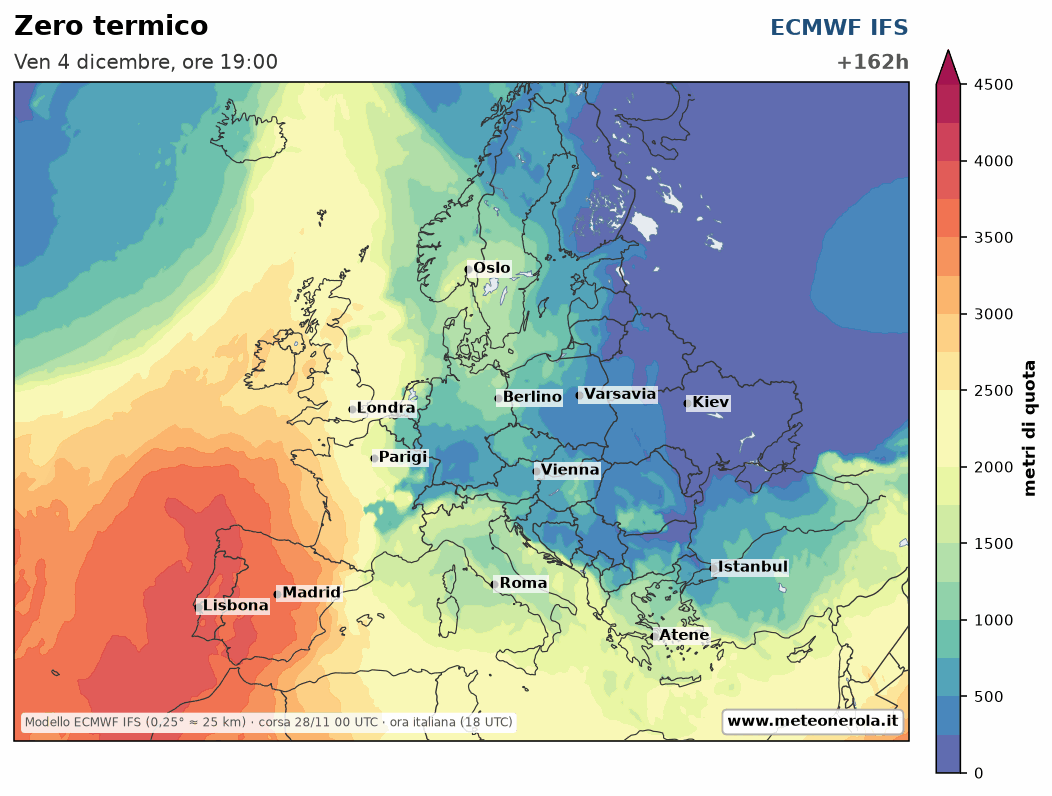 Zero termico
ECMWF IFS
Ven 4 dicembre, ore 19:00
+162h
4500
4000
3500
3000
2500
2000
1500
1000
500
0
metri di quota
Oslo
Londra
Berlino
Varsavia
Kiev
Parigi
Vienna
Istanbul
Roma
Madrid
Lisbona
Atene
Modello ECMWF IFS (0,25° ≈ 25 km) · corsa 28/11 00 UTC · ora italiana (18 UTC)
www.meteonerola.it